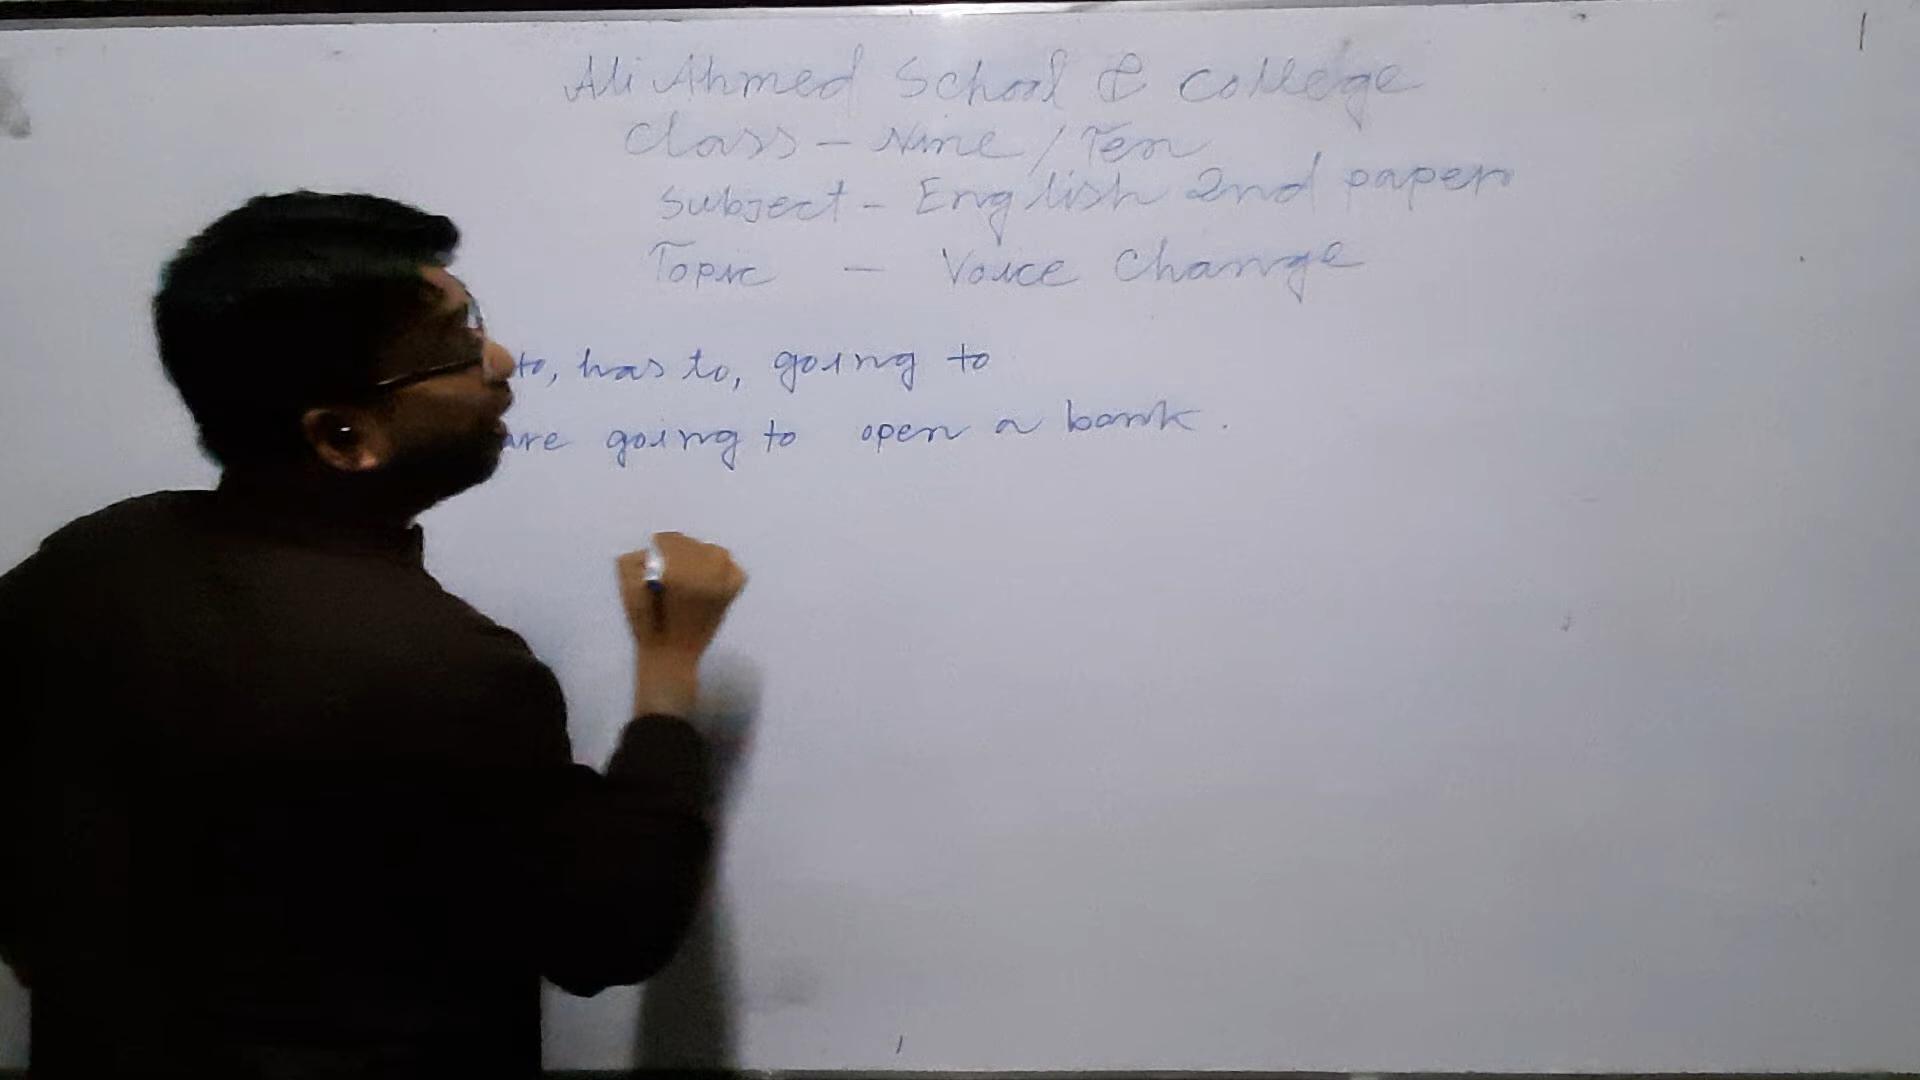 Ali Ahmed School & College
Class - Nine / Ten
Subject - English 2nd paper
Topic - Voice Change
to, has to, going to
are going to open a bank.